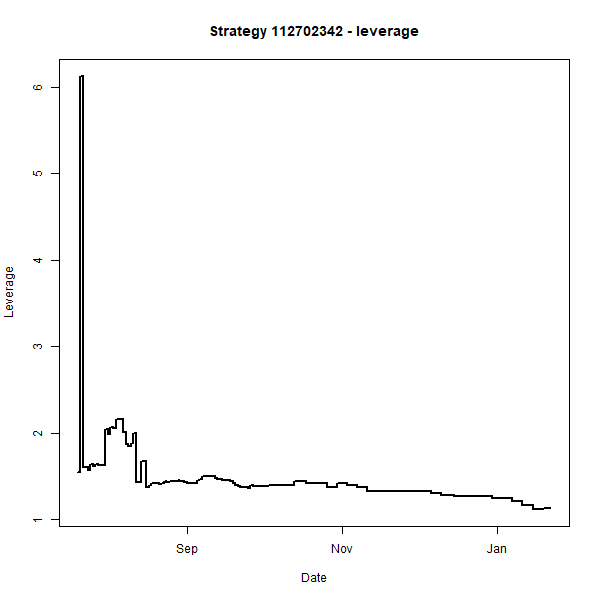 Strategy 112702342 - leverage
Leverage
6
5
4
3
2
1
Sep
Nov
Jan
Date